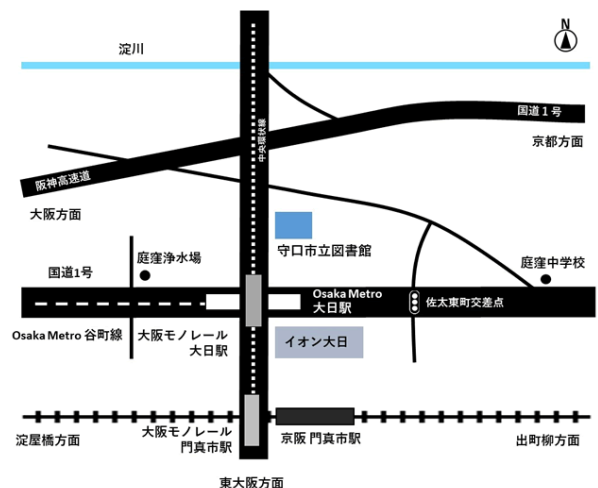 N
淀川
国道1号
中央環状線
京都方面
阪神高速道
大阪方面
守口市立図書館
庭窪浄水場
庭窪中学校
国道1号
Osaka Metro
大日駅
佐太東町交差点
Osaka Metro 谷町線
大阪モノレール
大日駅
イオン大日
淀屋橋方面
大阪モノレール
門真市駅
京阪 門真市駅
出町柳方面
東大阪方面